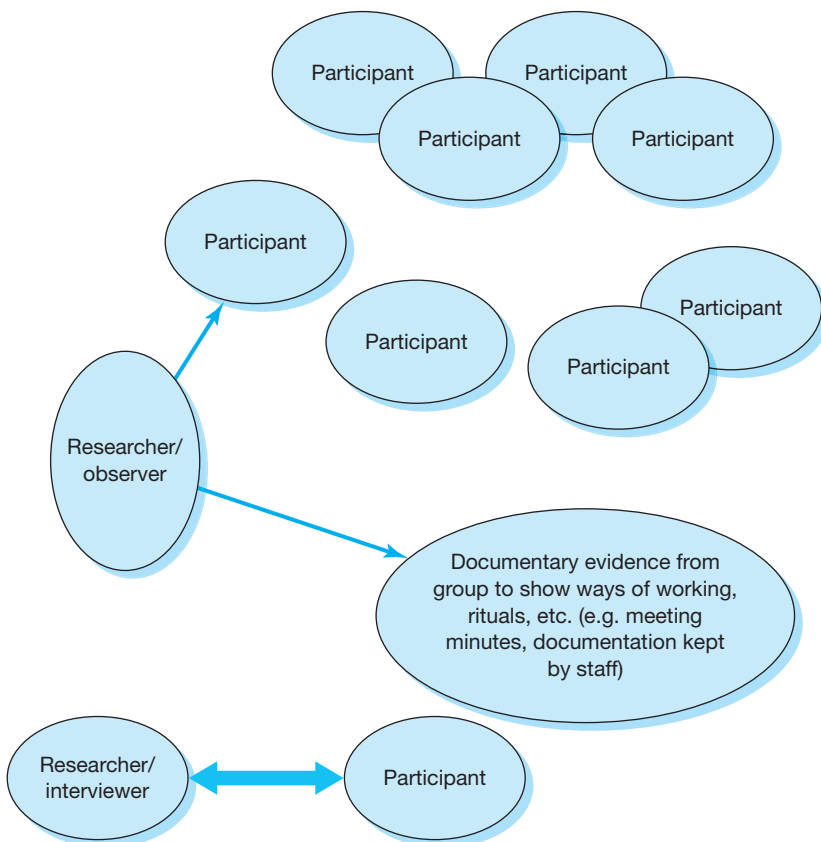 Participant
Participant
Participant
Participant
Participant
Participant
Participant
Participant
Researcher/
observer
Documentary evidence from
group to show ways of working,
rituals, etc. (e.g. meeting
minutes, documentation kept
by staff)
Researcher/
interviewer
Participant